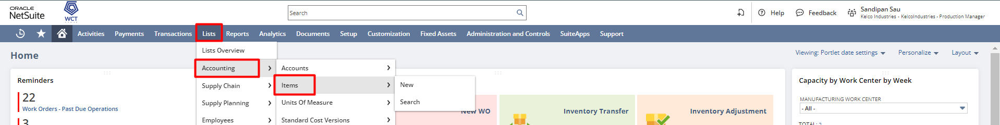 ORACLE
NetSuite
WCT
Search
Help
Feedback
Sandipan Sau
Kelco Industries - KelcoIndustries - Production Manager
Activities
Payments
Transactions
Lists
Reports
Analytics
Documents
Setup
Customization
Fixed Assets
Administration and Controls
SuiteApps
Support
Home
Viewing: Portlet date settings
Personalize
Layout
Lists Overview
Accounting
Supply Chain
Supply Planning
Employees
Accounts
Items
Units Of Measure
Standard Cost Versions
New
Search
Reminders
22
Work Orders - Past Due Operations
3
New WO
Inventory Transfer
Inventory Adjustment
Capacity by Work Center by Week
MANUFACTURING WORK CENTER
- All -
TOTAL: 2